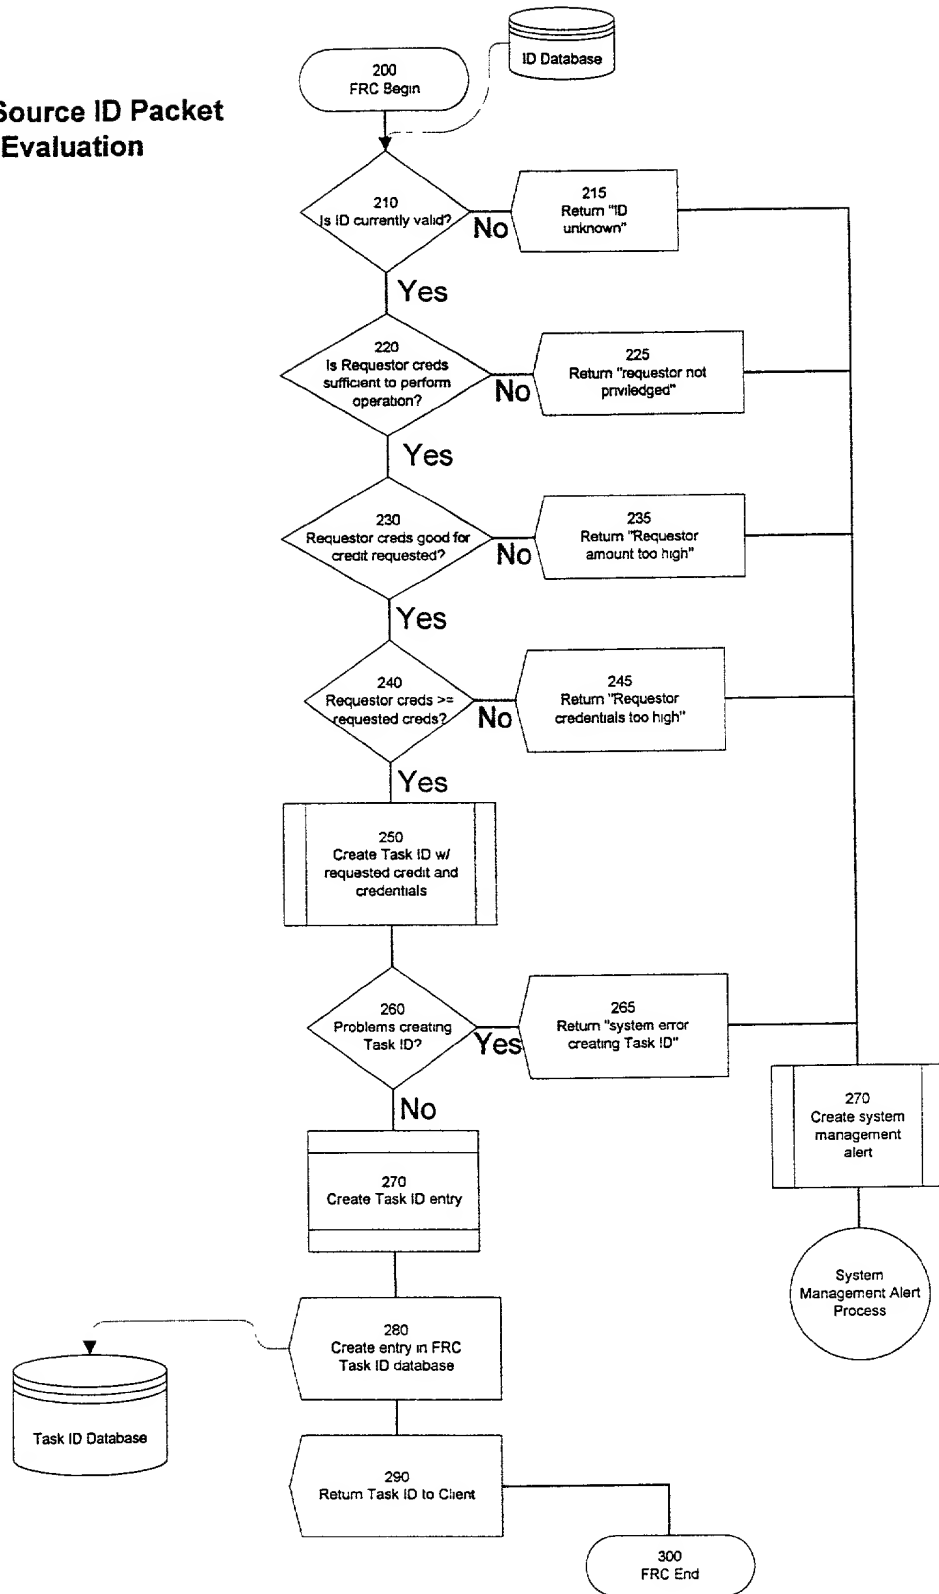 ource ID Packet
Evaluation
ID Database
200
FRC Begin
210
Is ID currently valid?
No
215
Return "ID
unknown"
Yes
220
Is Requestor creds
sufficient to perform
operation?
No
225
Return "requestor not
priviledged"
Yes
230
Requestor creds good for
credit requested?
No
235
Return "Requestor
amount too high"
Yes
240
Requestor creds >=
requested creds?
No
245
Return "Requestor
credentials too high"
Yes
250
Create Task ID w/
requested credit and
credentials
260
Problems creating
Task ID?
Yes
265
Return "system error
creating Task ID"
No
270
Create system
management
alert
270
Create Task ID entry
System
Management Alert
Process
280
Create entry in FRC
Task ID database
Task ID Database
290
Return Task ID to Client
300
FRC End